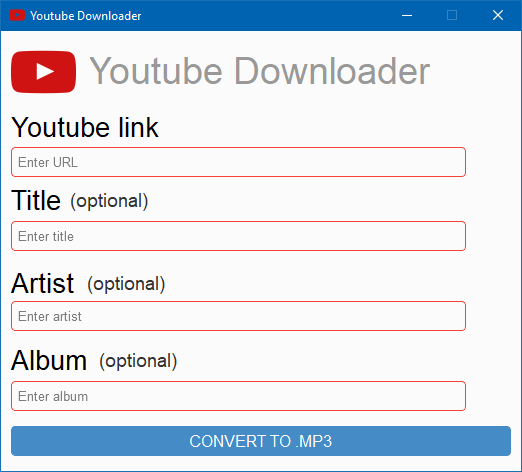 Youtube Downloader
Youtube Downloader
Youtube link
Enter URL
Title (optional)
Enter title
Artist (optional)
Enter artist
Album (optional)
Enter album
CONVERT TO .MP3